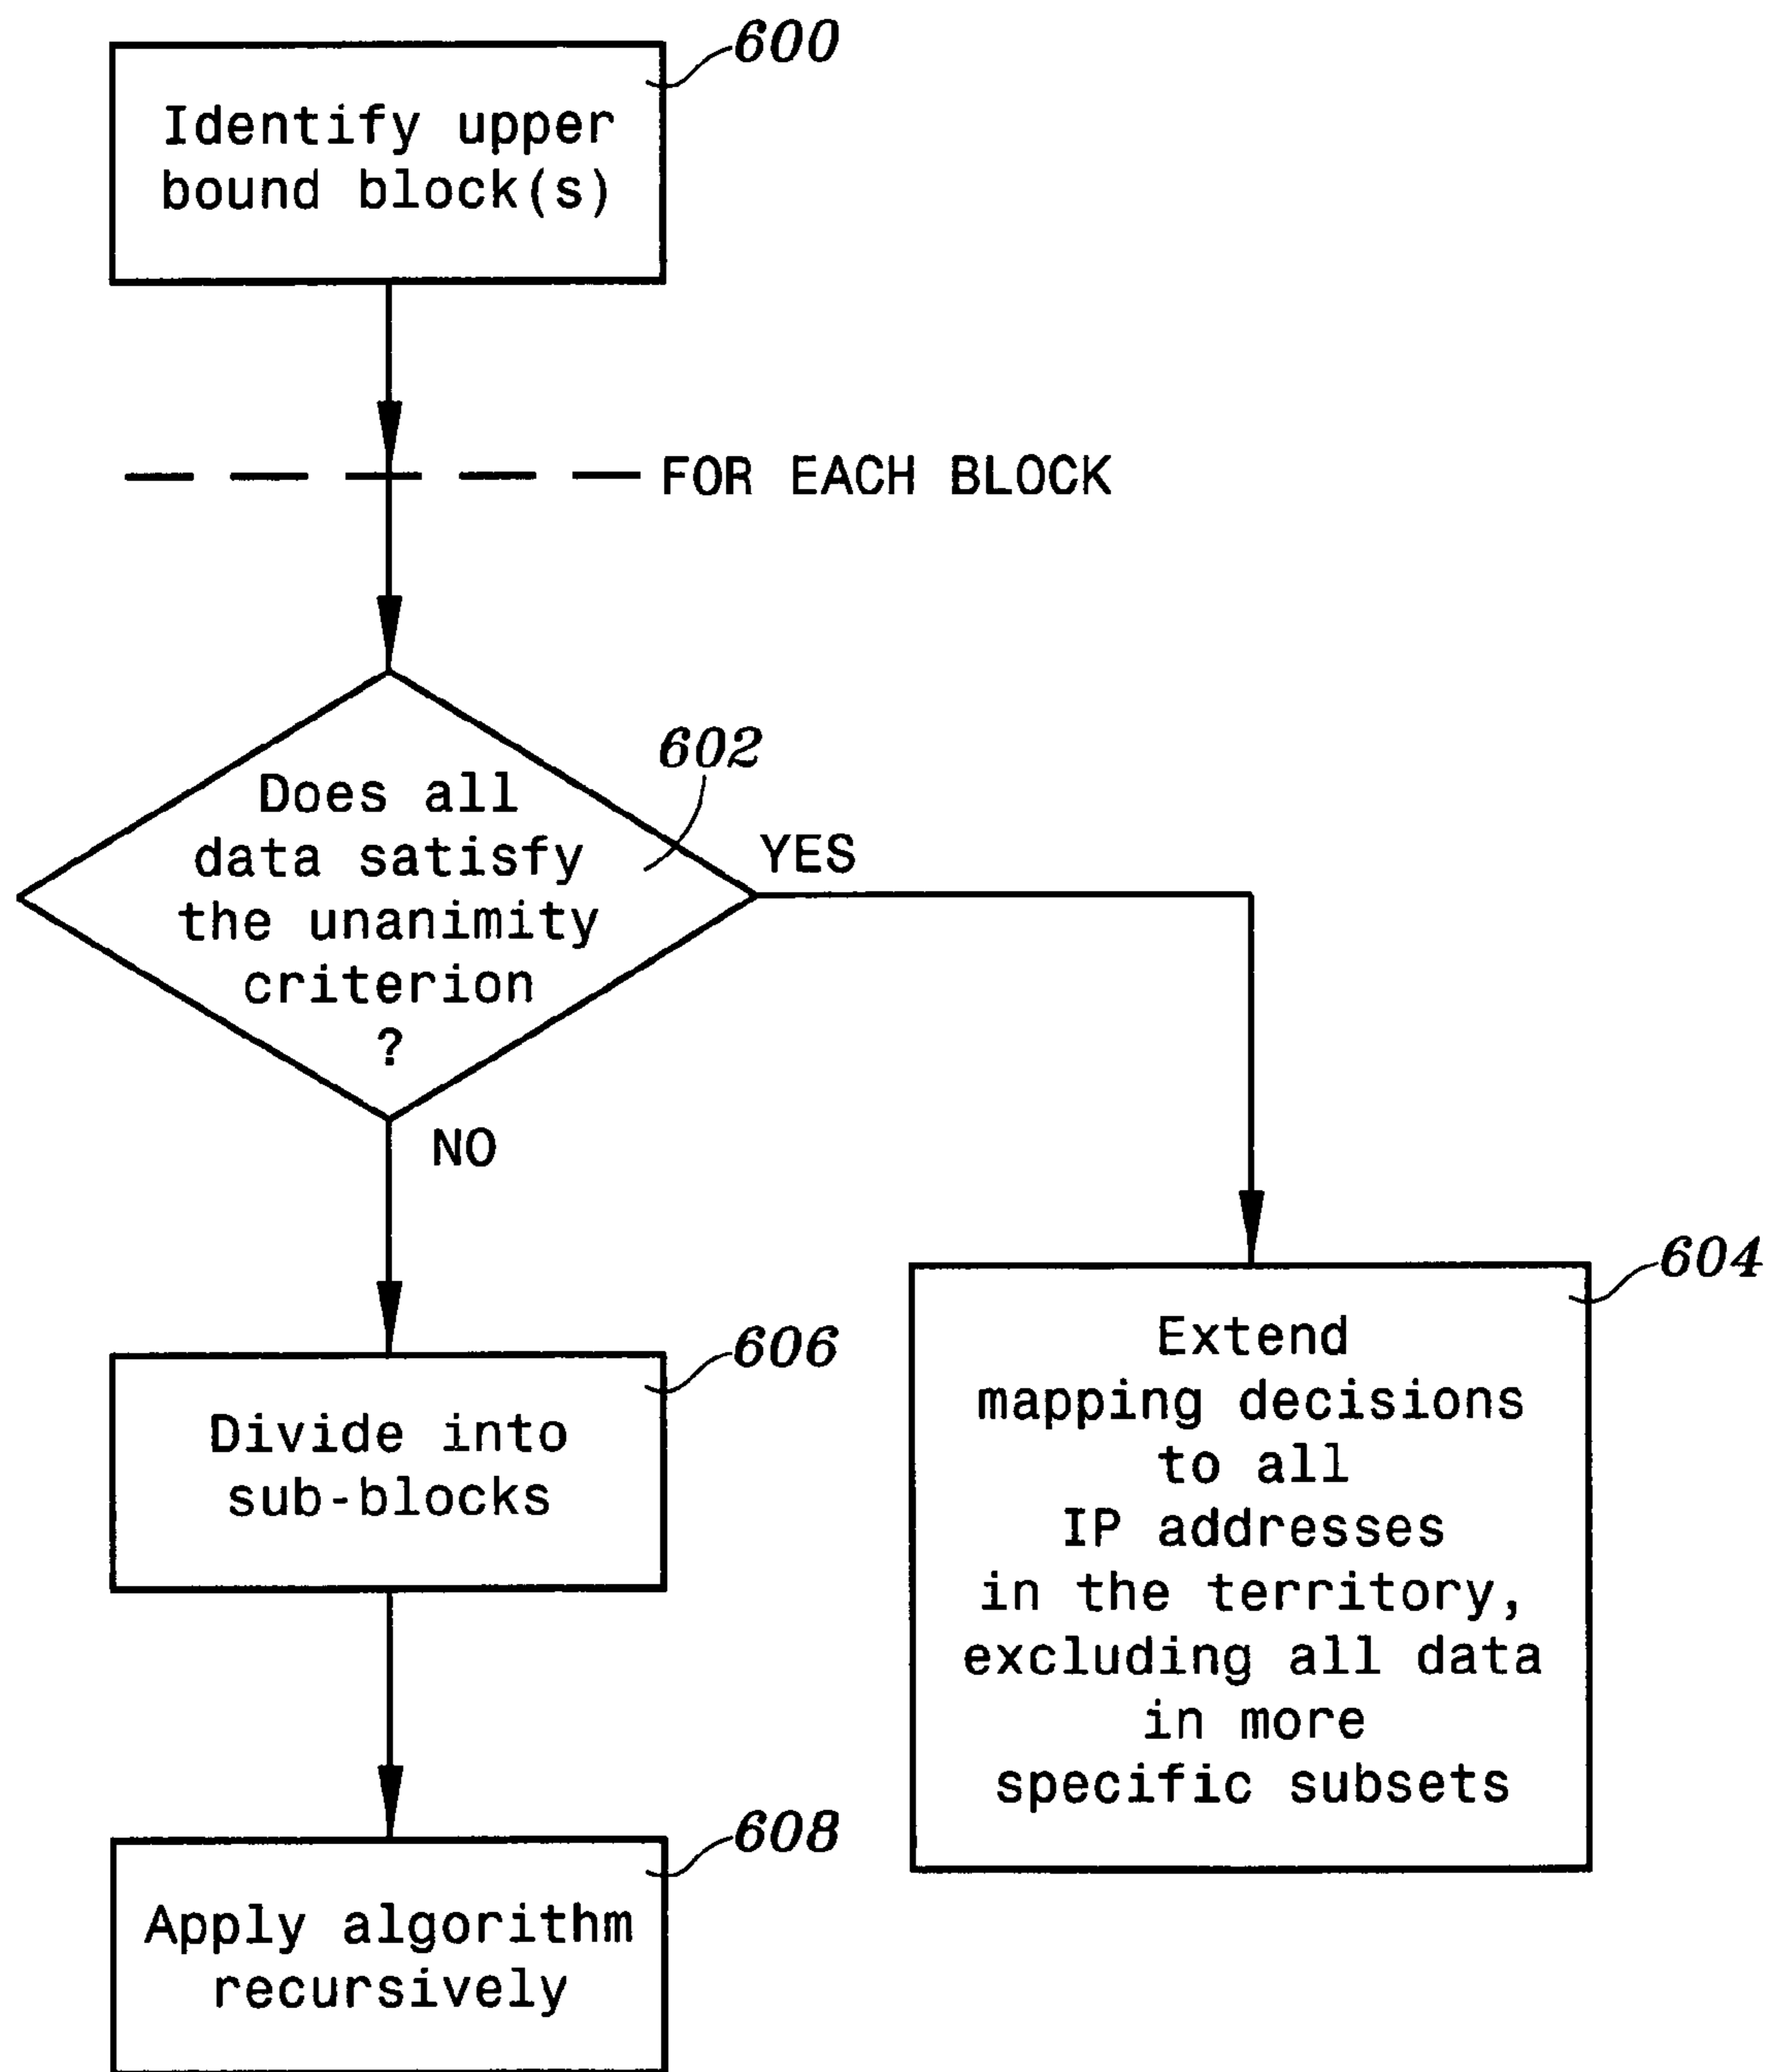 600
Identify upper
bound block(s)
FOR EACH BLOCK
602
Does all
data satisfy
the unanimity
criterion
?
YES
NO
604
Extend
mapping decisions
to all
IP addresses
in the territory,
excluding all data
in more
specific subsets
606
Divide into
sub-blocks
608
Apply algorithm
recursively